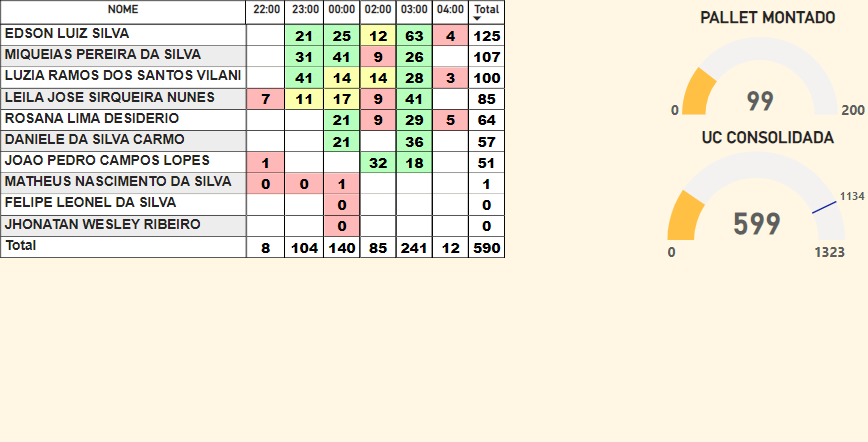 NOME 22:00 23:00 00:00 02:00 03:00 04:00 Total
EDSON LUIZ SILVA 21 25 12 63 4 125
MIQUEIAS PEREIRA DA SILVA 31 41 9 26 107
LUZIA RAMOS DOS SANTOS VILANI 41 14 14 28 3 100
LEILA JOSE SIRQUEIRA NUNES 7 11 17 9 41 85
ROSANA LIMA DESIDERIO 21 9 29 5 64
DANIELE DA SILVA CARMO 21 36 57
JOAO PEDRO CAMPOS LOPES 1 32 18 51
MATHEUS NASCIMENTO DA SILVA 0 0 1 1
FELIPE LEONEL DA SILVA 0 0
JHONATAN WESLEY RIBEIRO 0 0
Total 8 104 140 85 241 12 590
PALLET MONTADO
99
0 200
UC CONSOLIDADA
1134
599
0 1323